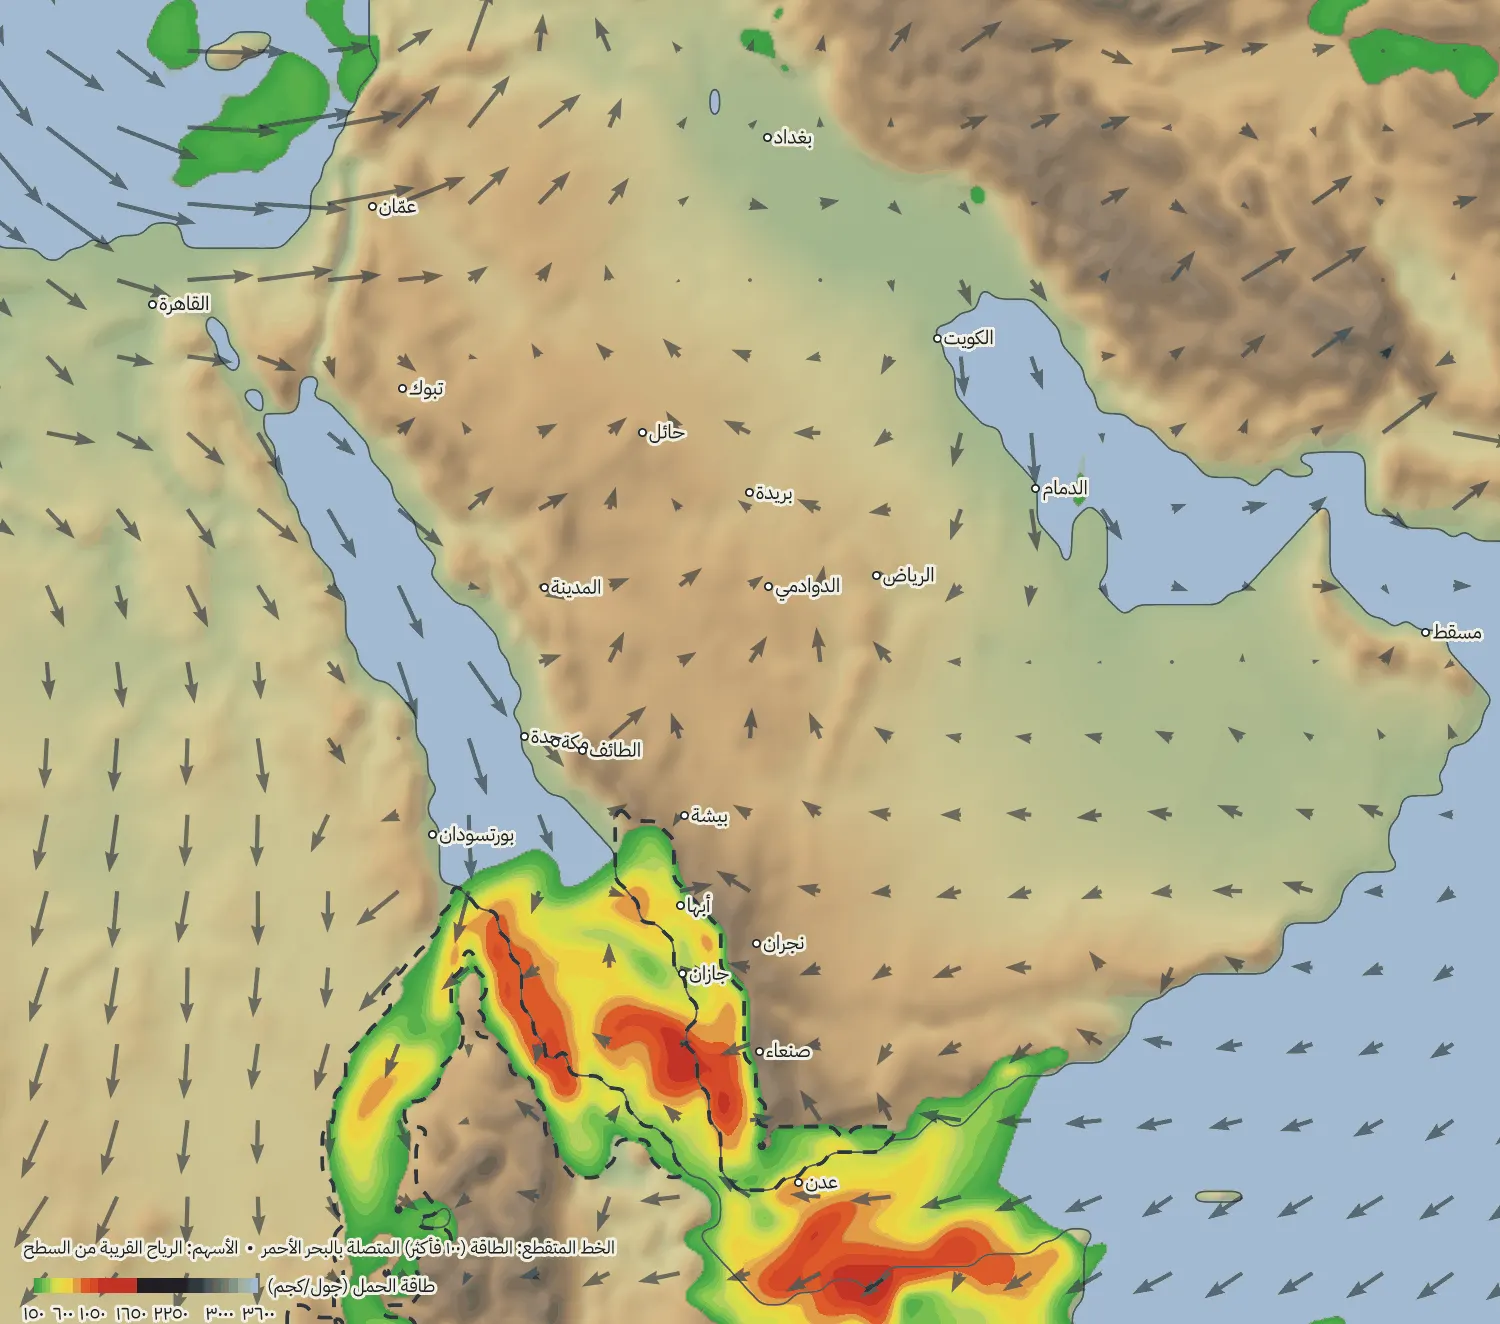 بغداد
عمّان
القاهرة
الكويت
تبوك
حائل
الدمام
بريدة
الرياض
الدوادمي
المدينة
مسقط
جدة
مكة
الطائف
بيشة
بورتسودان
أبها
نجران
جازان
صنعاء
عدن
الخط المتقطع: الطاقة (١٠٠ فأكثر) المتصلة بالبحر الأحمر • الأسهم: الرياح القريبة من السطح
طاقة الحمل (جول/كجم)
١٥٠ ٦٠٠ ١٠٥٠ ١٦٥٠ ٢٢٥٠ ٣٠٠٠ ٣٦٠٠